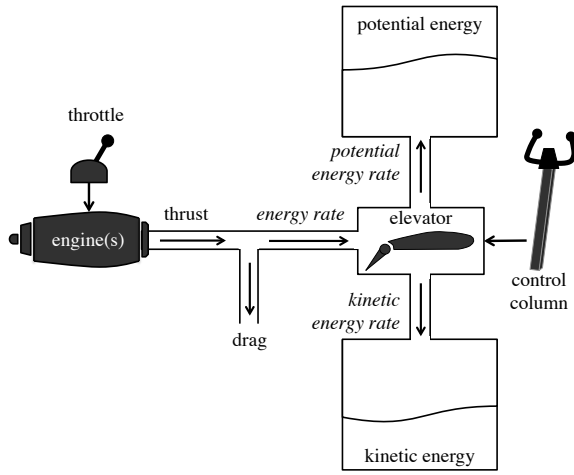 potential energy
throttle
potential
energy rate
thrust
energy rate
elevator
engine(s)
control
column
kinetic
energy rate
drag
kinetic energy